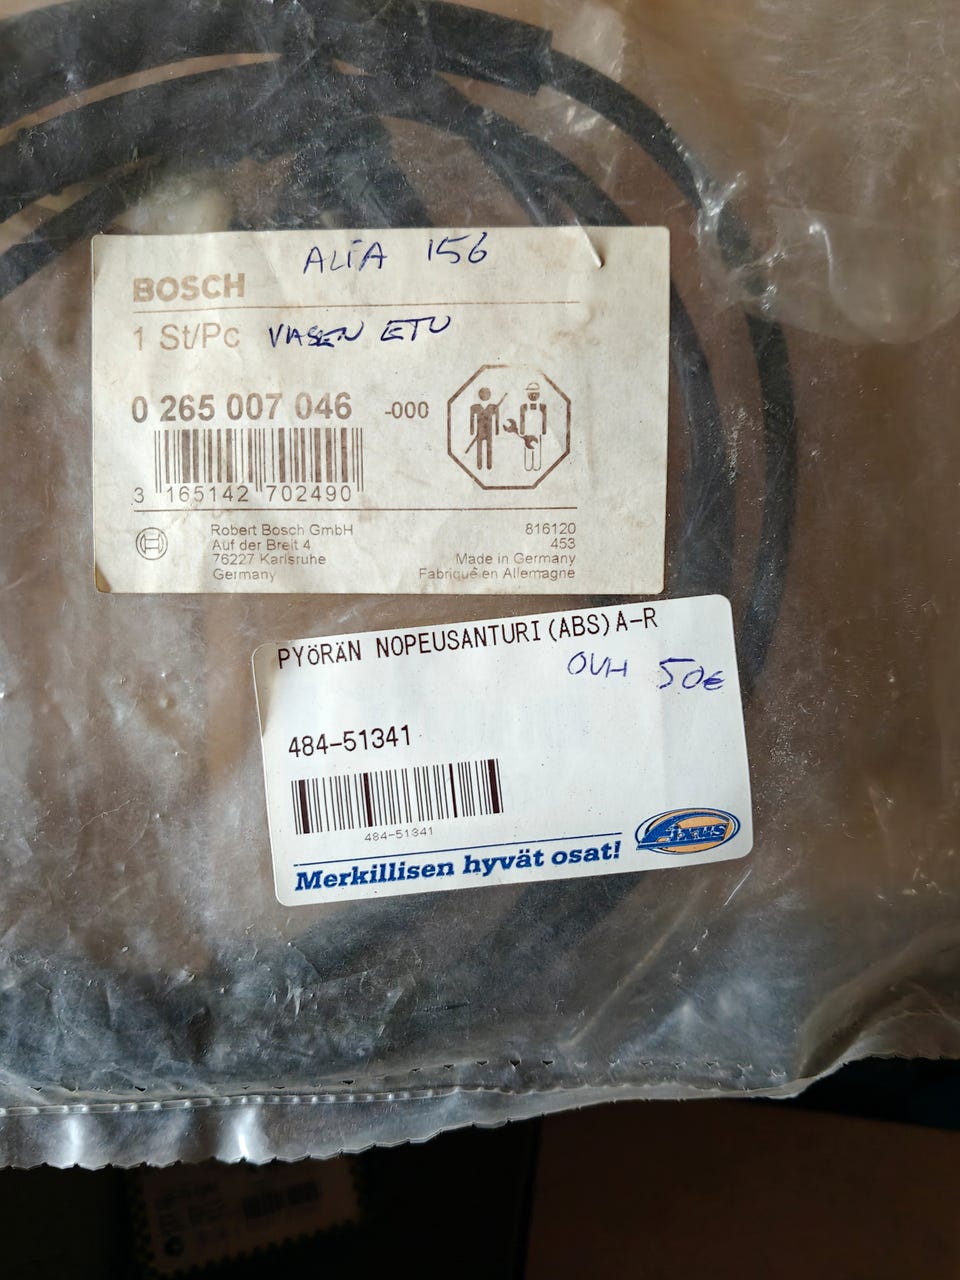 ALFA 156
BOSCH
1 St/Pc VASEN ETU
0 265 007 046 -000
3 165142 702490
Robert Bosch GmbH
Auf der Breit 4
76227 Karlsruhe
Germany
816120
453
Made in Germany
Fabriqué en Allemagne
PYöRÄN NOPEUSANTURI(ABS)A-R
OVH 50€
484-51341
484-51341
Merkillisen hyvät osat!